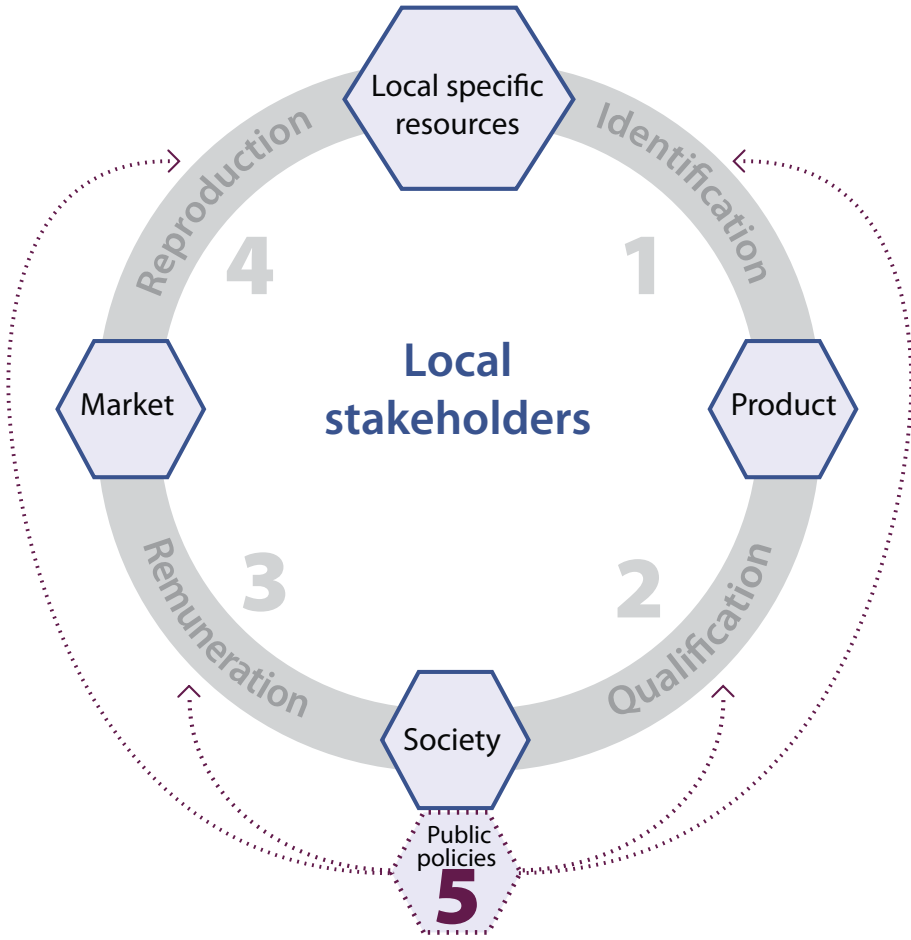 Local specific
resources
Identification
1
Product
Qualification
2
Society
Remuneration
3
Market
Reproduction
4
Local
stakeholders
Public
policies
5